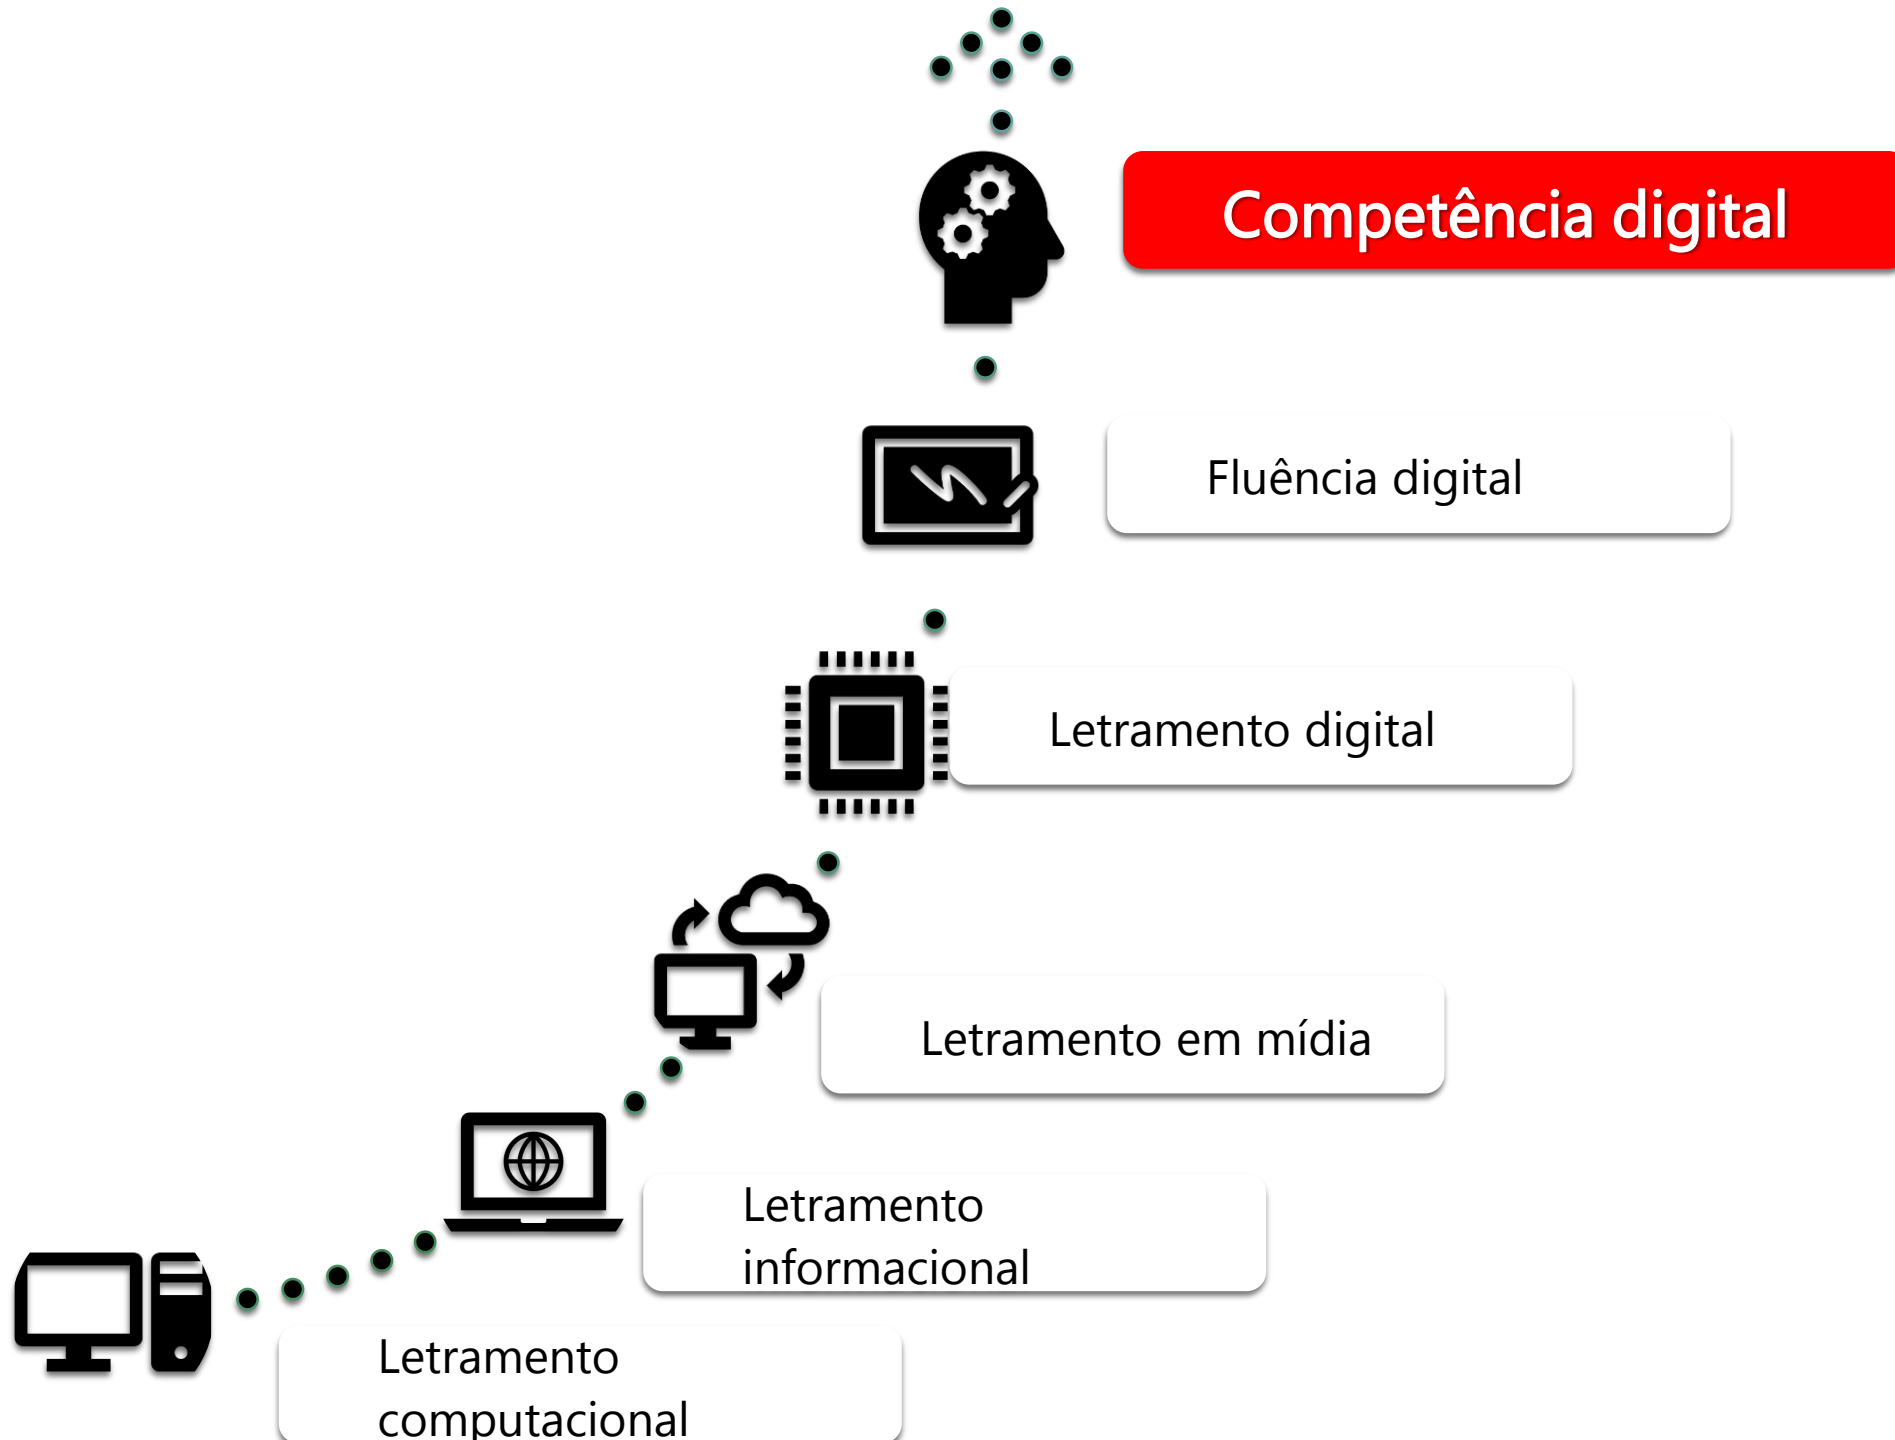 Competência digital
Fluência digital
Letramento digital
Letramento em mídia
Letramento
informacional
Letramento
computacional